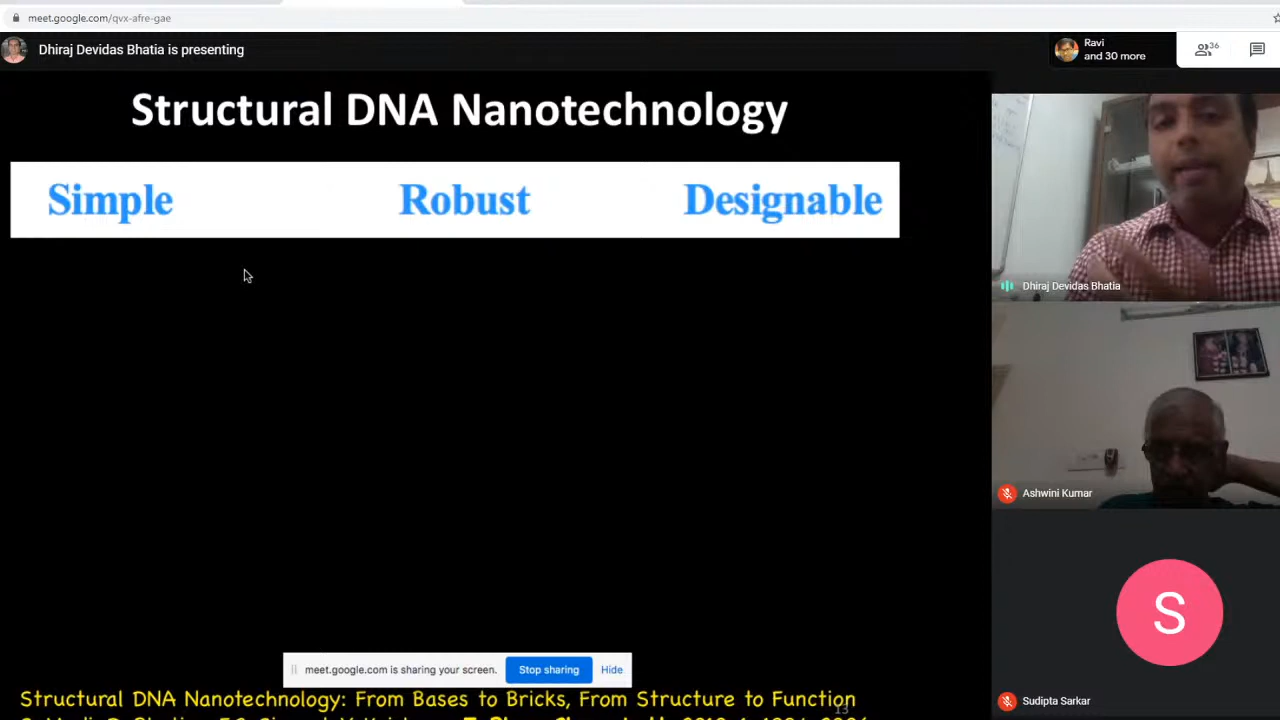 meet.google.com/qvx-afre-gae
Dhiraj Devidas Bhatia is presenting
Ravi
and 30 more
36
Structural DNA Nanotechnology
Simple Robust Designable
Dhiraj Devidas Bhatia
Ashwini Kumar
S
Sudipta Sarkar
meet.google.com is sharing your screen. Stop sharing Hide
Structural DNA Nanotechnology: From Bases to Bricks, From Structure to Function
13